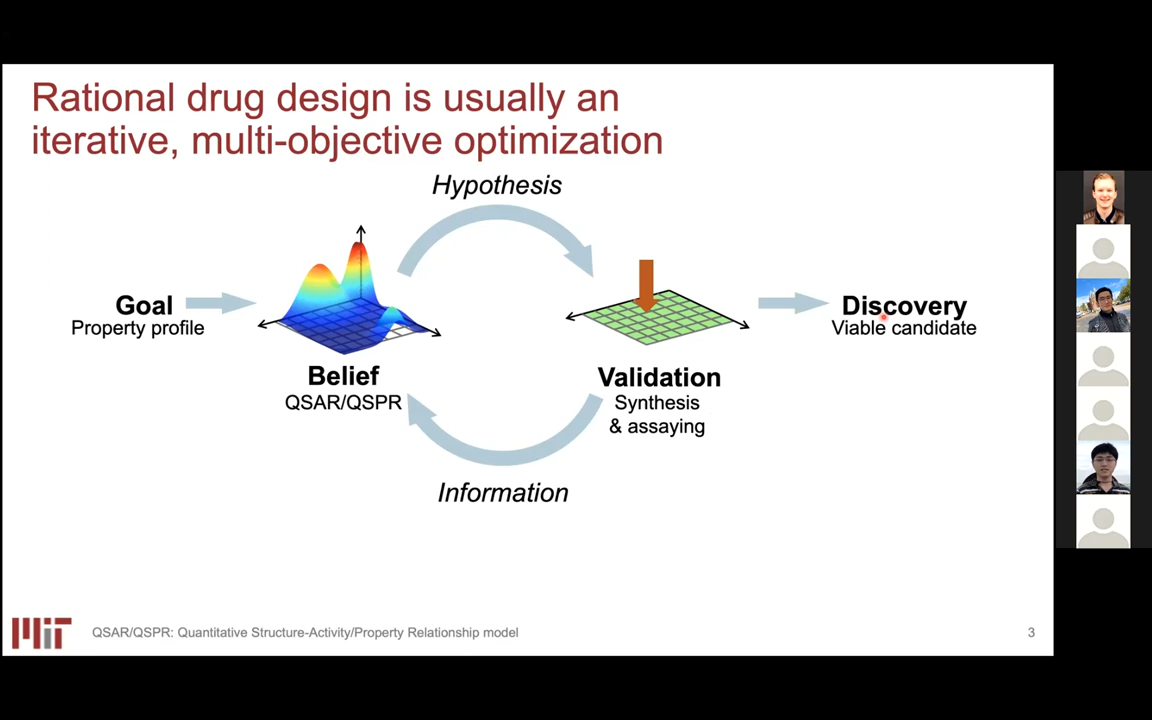 Rational drug design is usually an
iterative, multi-objective optimization
Hypothesis
Goal
Property profile
Belief
QSAR/QSPR
Validation
Synthesis
& assaying
Discovery
Viable candidate
Information
MIT
QSAR/QSPR: Quantitative Structure-Activity/Property Relationship model
3